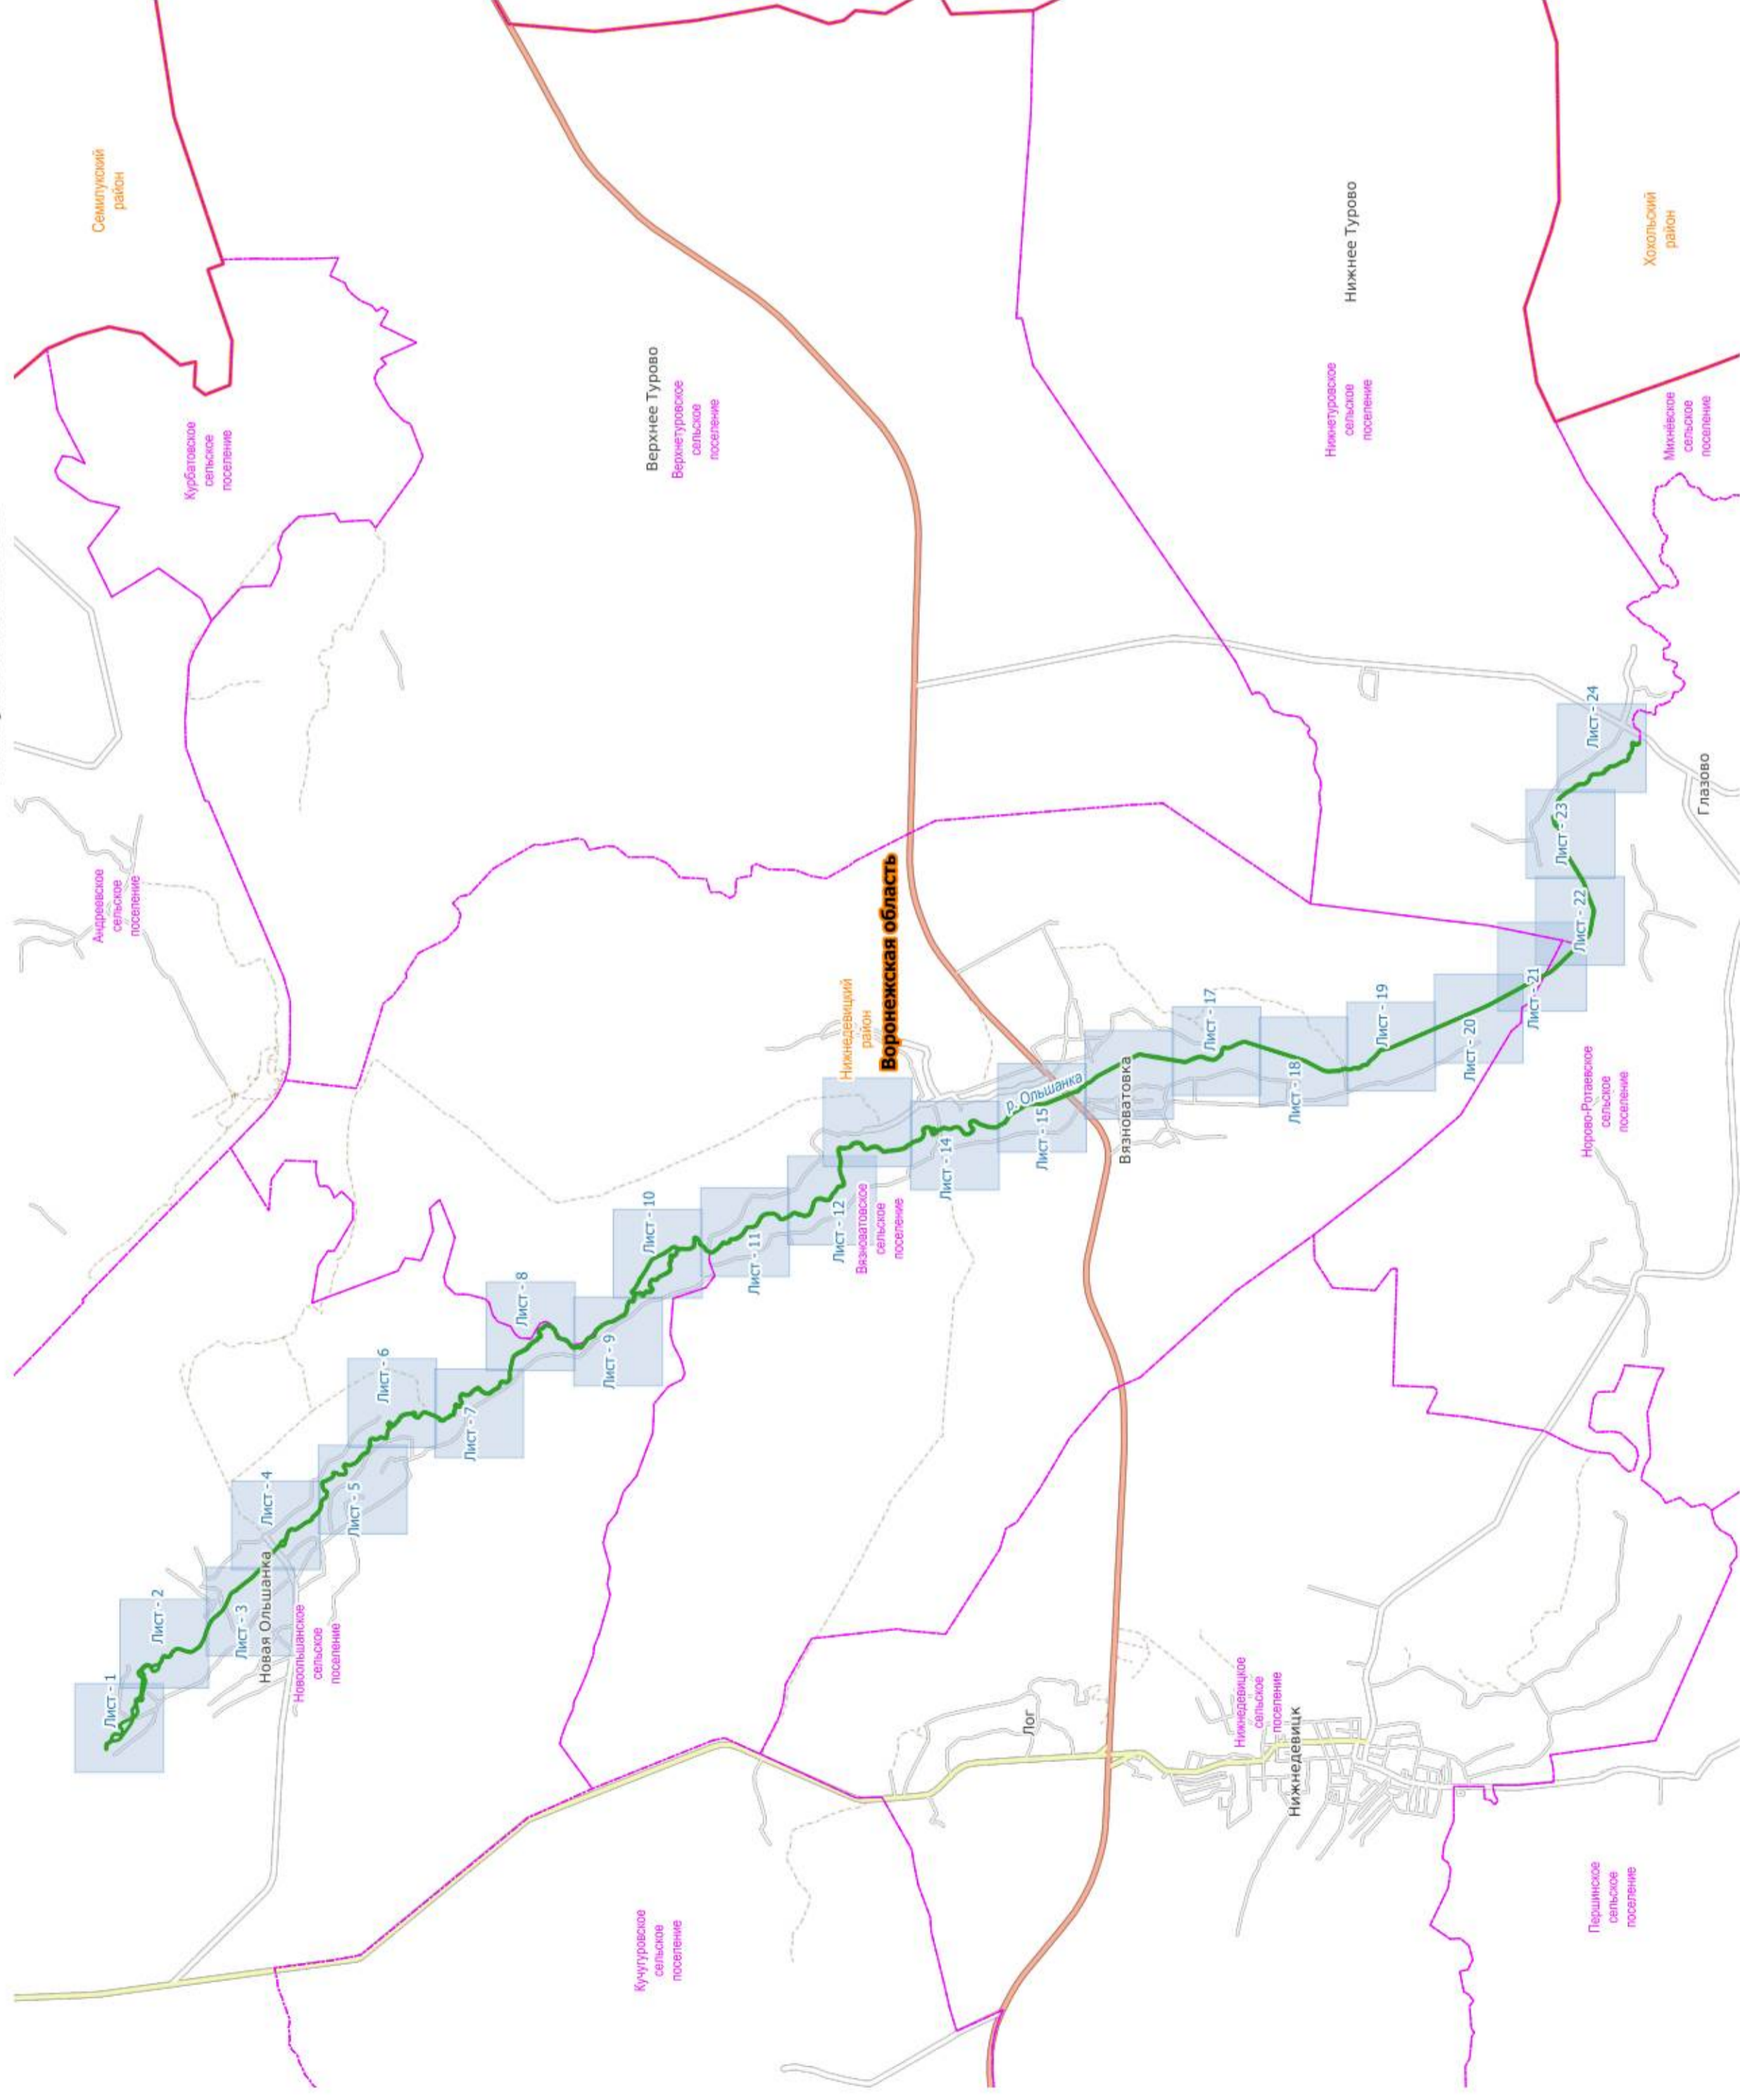 Семилукский
район
Курбатовское
сельское
поселение
Андреевское
сельское
поселение
Верхнее Турово
Верхнетуровское
сельское
поселение
Нижнее Турово
Нижнетуровское
сельское
поселение
Хохольский
район
Михнёвское
сельское
поселение
Воронежская область
Нижнедевицкий
район
Лист - 1
Лист - 2
Лист - 3
Новая Ольшанка
Новоольшанское
сельское
поселение
Лист - 4
Лист - 5
Лист - 6
Лист - 7
Лист - 8
Лист - 9
Лист - 10
Лист - 11
Лист - 12
Вязноватовское
сельское
поселение
Лист - 14
Лист - 15
р. Ольшанка
Вязноватовка
Лист - 17
Лист - 18
Лист - 19
Лист - 20
Лист - 21
Лист - 22
Лист - 23
Лист - 24
Глазово
Норово-Ротаевское
сельское
поселение
Кучугуровское
сельское
поселение
Лог
Нижнедевицкое
сельское
поселение
Нижнедевицк
Першинское
сельское
поселение